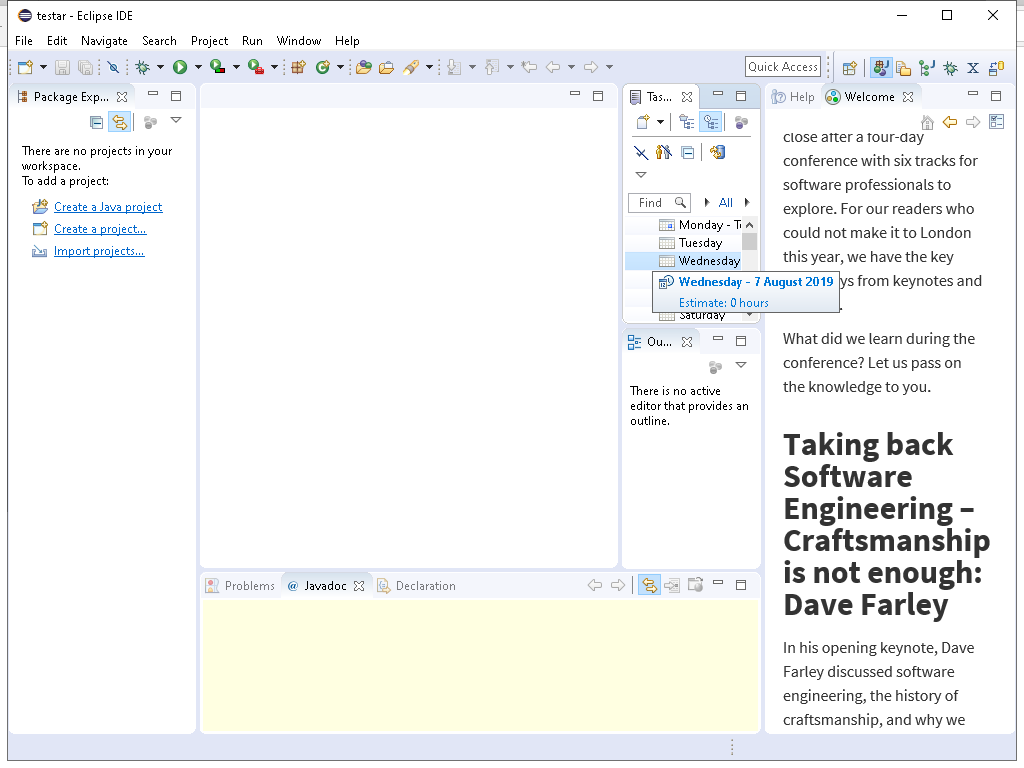 testar - Eclipse IDE
File Edit Navigate Search Project Run Window Help
Quick Access
Package Exp...
There are no projects in your
workspace.
To add a project:
Create a Java project
Create a project...
Import projects...
Tas...
Find
All
Monday - T
Tuesday
Wednesday
Wednesday - 7 August 2019
Estimate: 0 hours
Saturday
Ou...
There is no active
editor that provides an
outline.
Problems
@ Javadoc
Declaration
Help
Welcome
close after a four-day
conference with six tracks for
software professionals to
explore. For our readers who
could not make it to London
this year, we have the key
ys from keynotes and
.
What did we learn during the
conference? Let us pass on
the knowledge to you.
Taking back
Software
Engineering –
Craftsmanship
is not enough:
Dave Farley
In his opening keynote, Dave
Farley discussed software
engineering, the history of
craftsmanship, and why we